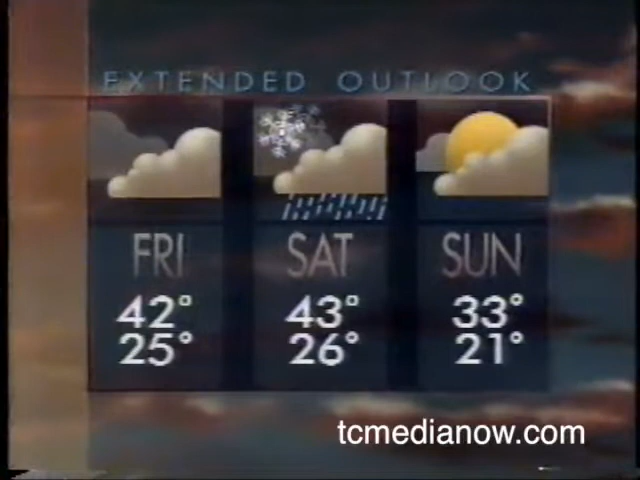 EXTENDED OUTLOOK
FRI SAT SUN
42° 43° 33°
25° 26° 21°
tcmedianow.com